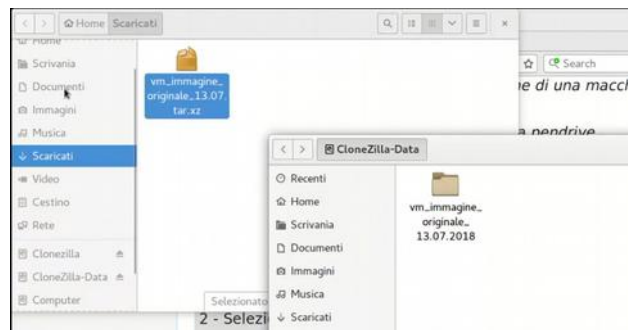 Home Scaricati
Home
Scrivania
Documenti
Immagini
Musica
Scaricati
Video
Cestino
Rete
Clonezilla
CloneZilla-Data
Computer
vm_immagine_
originale_13.07.
tar.xz
Search
ne di una macch
a pendrive
Selezionato
2 - Selezi
CloneZilla-Data
Recenti
Home
Scrivania
Documenti
Immagini
Musica
Scaricati
vm_immagine_
originale_
13.07.2018